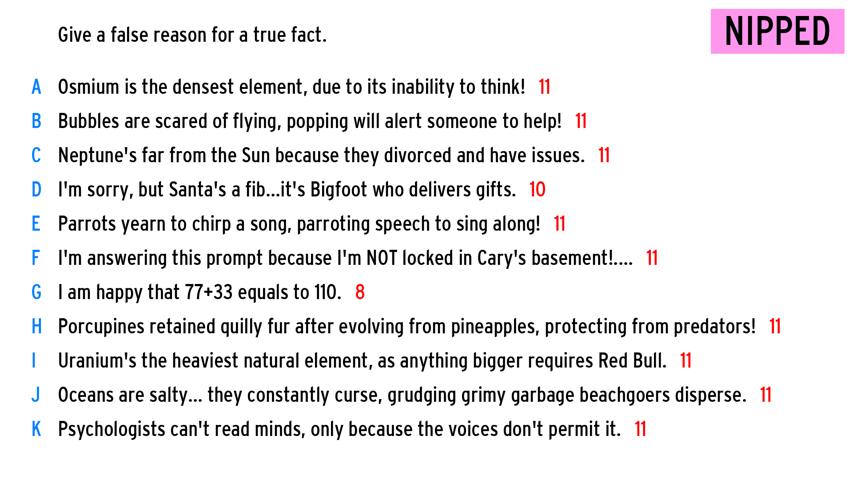 Give a false reason for a true fact.
NIPPED
A Osmium is the densest element, due to its inability to think! 11
B Bubbles are scared of flying, popping will alert someone to help! 11
C Neptune's far from the Sun because they divorced and have issues. 11
D I'm sorry, but Santa's a fib...it's Bigfoot who delivers gifts. 10
E Parrots yearn to chirp a song, parroting speech to sing along! 11
F I'm answering this prompt because I'm NOT locked in Cary's basement!.... 11
G I am happy that 77+33 equals to 110. 8
H Porcupines retained quilly fur after evolving from pineapples, protecting from predators! 11
I Uranium's the heaviest natural element, as anything bigger requires Red Bull. 11
J Oceans are salty... they constantly curse, grudging grimy garbage beachgoers disperse. 11
K Psychologists can't read minds, only because the voices don't permit it. 11